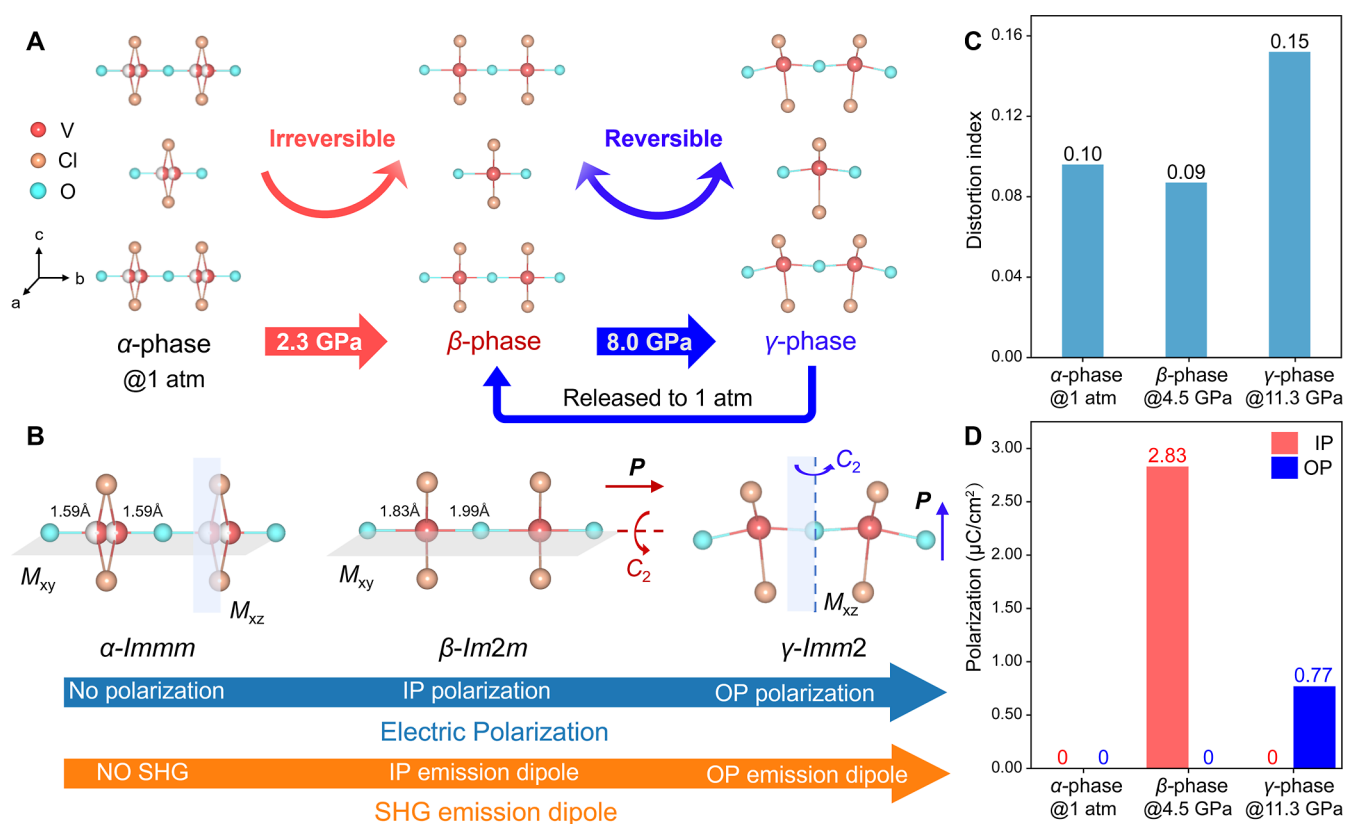 A
V
Cl
O
c
b
a
Irreversible
Reversible
α-phase
@1 atm
2.3 GPa
β-phase
8.0 GPa
γ-phase
Released to 1 atm
B
1.59Å 1.59Å
Mxy
Mxz
1.83Å 1.99Å
Mxy
P
C2
C2
P
Mxz
α-Immm
β-Im2m
γ-Imm2
No polarization
IP polarization
OP polarization
Electric Polarization
NO SHG
IP emission dipole
OP emission dipole
SHG emission dipole
C
Distortion index
0.16
0.12
0.08
0.04
0.00
0.10
0.09
0.15
α-phase
@1 atm
β-phase
@4.5 GPa
γ-phase
@11.3 GPa
D
Polarization (μC/cm²)
3.00
2.50
2.00
1.50
1.00
0.50
0.00
IP
OP
0 0
2.83
0
0
0.77
α-phase
@1 atm
β-phase
@4.5 GPa
γ-phase
@11.3 GPa